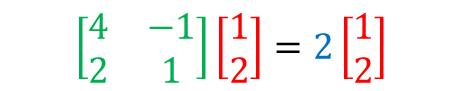 [4 −1; 2 1] [1; 2] = 2 [1; 2]